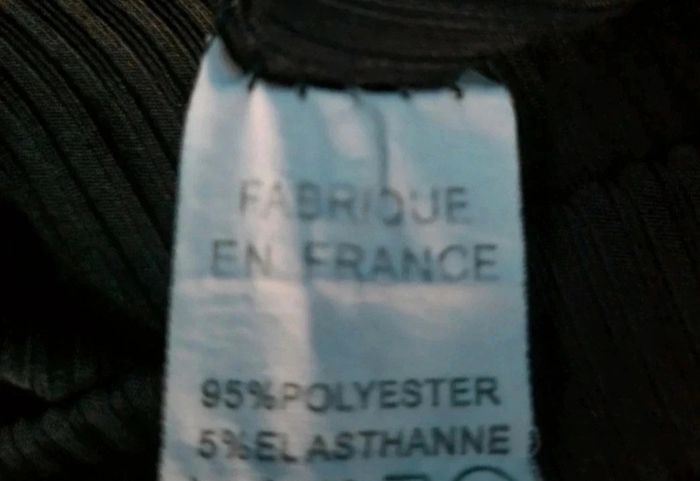 FABRIQUE
EN FRANCE
95%POLYESTER
5%ELASTHANNE